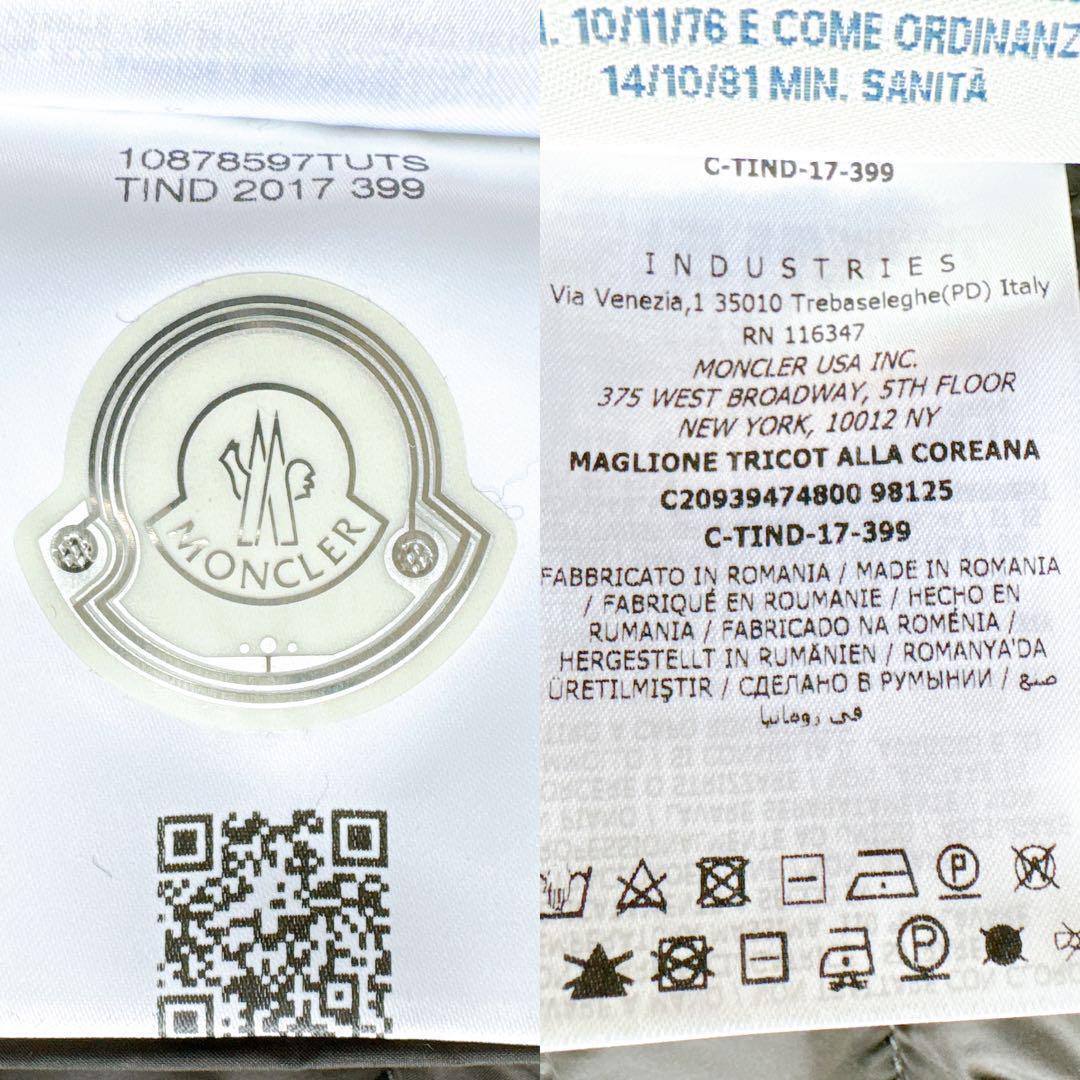 10878597TUTS
TIND 2017 399
MONCLER
. 10/11/76 E COME ORDINANZ
14/10/81 MIN. SANITÀ
C-TIND-17-399
INDUSTRIES
Via Venezia,1 35010 Trebaseleghe(PD) Italy
RN 116347
MONCLER USA INC.
375 WEST BROADWAY, 5TH FLOOR
NEW YORK, 10012 NY
MAGLIONE TRICOT ALLA COREANA
C20939474800 98125
C-TIND-17-399
FABBRICATO IN ROMANIA / MADE IN ROMANIA
/ FABRIQUÉ EN ROUMANIE / HECHO EN
RUMANIA / FABRICADO NA ROMÉNIA /
HERGESTELLT IN RUMÄNIEN / ROMANYA'DA
ÜRETILMIŞTIR / СДЕЛАНО В РУМЫНИИ / صنع
في رومانيا
P
W
P